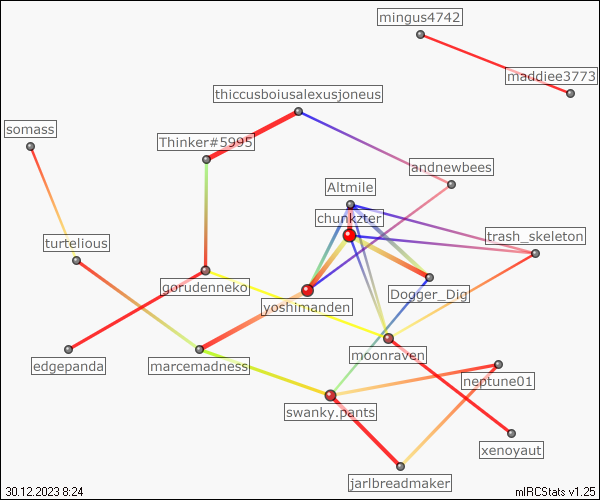 mingus4742
maddiee3773
thiccusboiusalexusjoneus
somass
Thinker#5995
andnewbees
Altmile
chunkzter
turtelious
trash_skeleton
gorudenneko
yoshimanden
Dogger_Dig
edgepanda
marcemadness
moonraven
neptune01
swanky.pants
xenoyaut
jarlbreadmaker
30.12.2023 8:24
mIRCStats v1.25